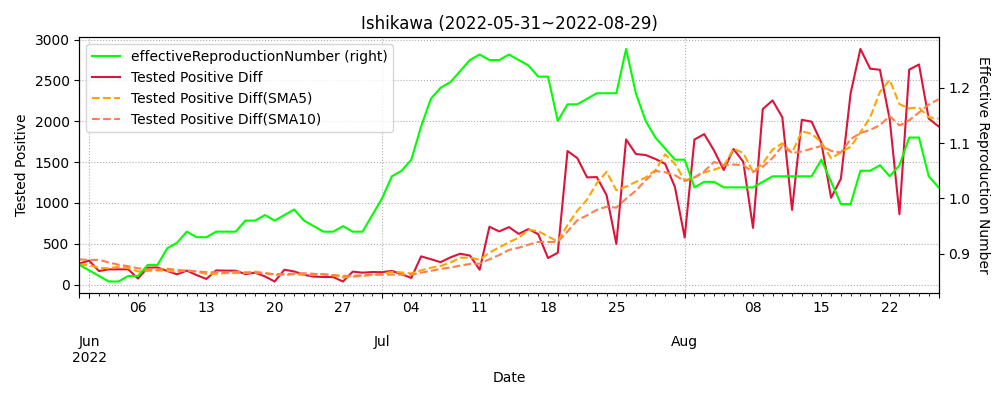 Ishikawa (2022-05-31~2022-08-29)
effectiveReproductionNumber (right)
Tested Positive Diff
Tested Positive Diff(SMA5)
Tested Positive Diff(SMA10)
Tested Positive
3000
2500
2000
1500
1000
500
0
Effective Reproduction Number
1.2
1.1
1.0
0.9
06 13 20 27 04 11 18 25 08 15 22
Jun Jul Aug
2022
Date